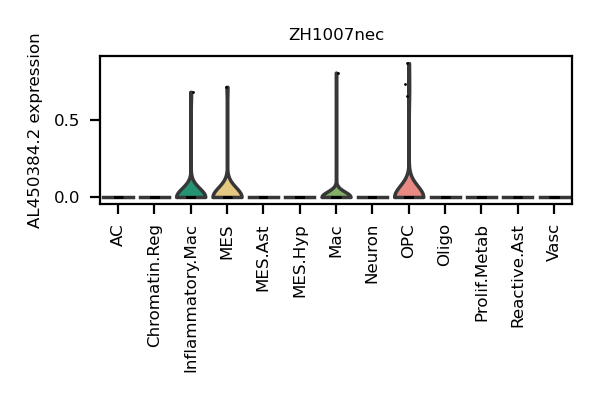 ZH1007nec
AL450384.2 expression
0.5
0.0
AC
Chromatin.Reg
Inflammatory.Mac
MES
MES.Ast
MES.Hyp
Mac
Neuron
OPC
Oligo
Prolif.Metab
Reactive.Ast
Vasc